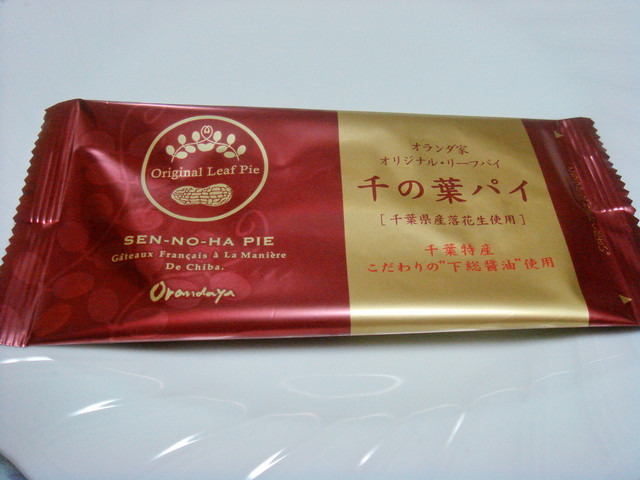 Original Leaf Pie
SEN-NO-HA PIE
Gâteaux Français à La Manière
De Chiba.
Orandaya
オランダ家
オリジナル・リーフパイ
千の葉パイ
[千葉県産落花生使用]
千葉特産
こだわりの"下総醤油"使用